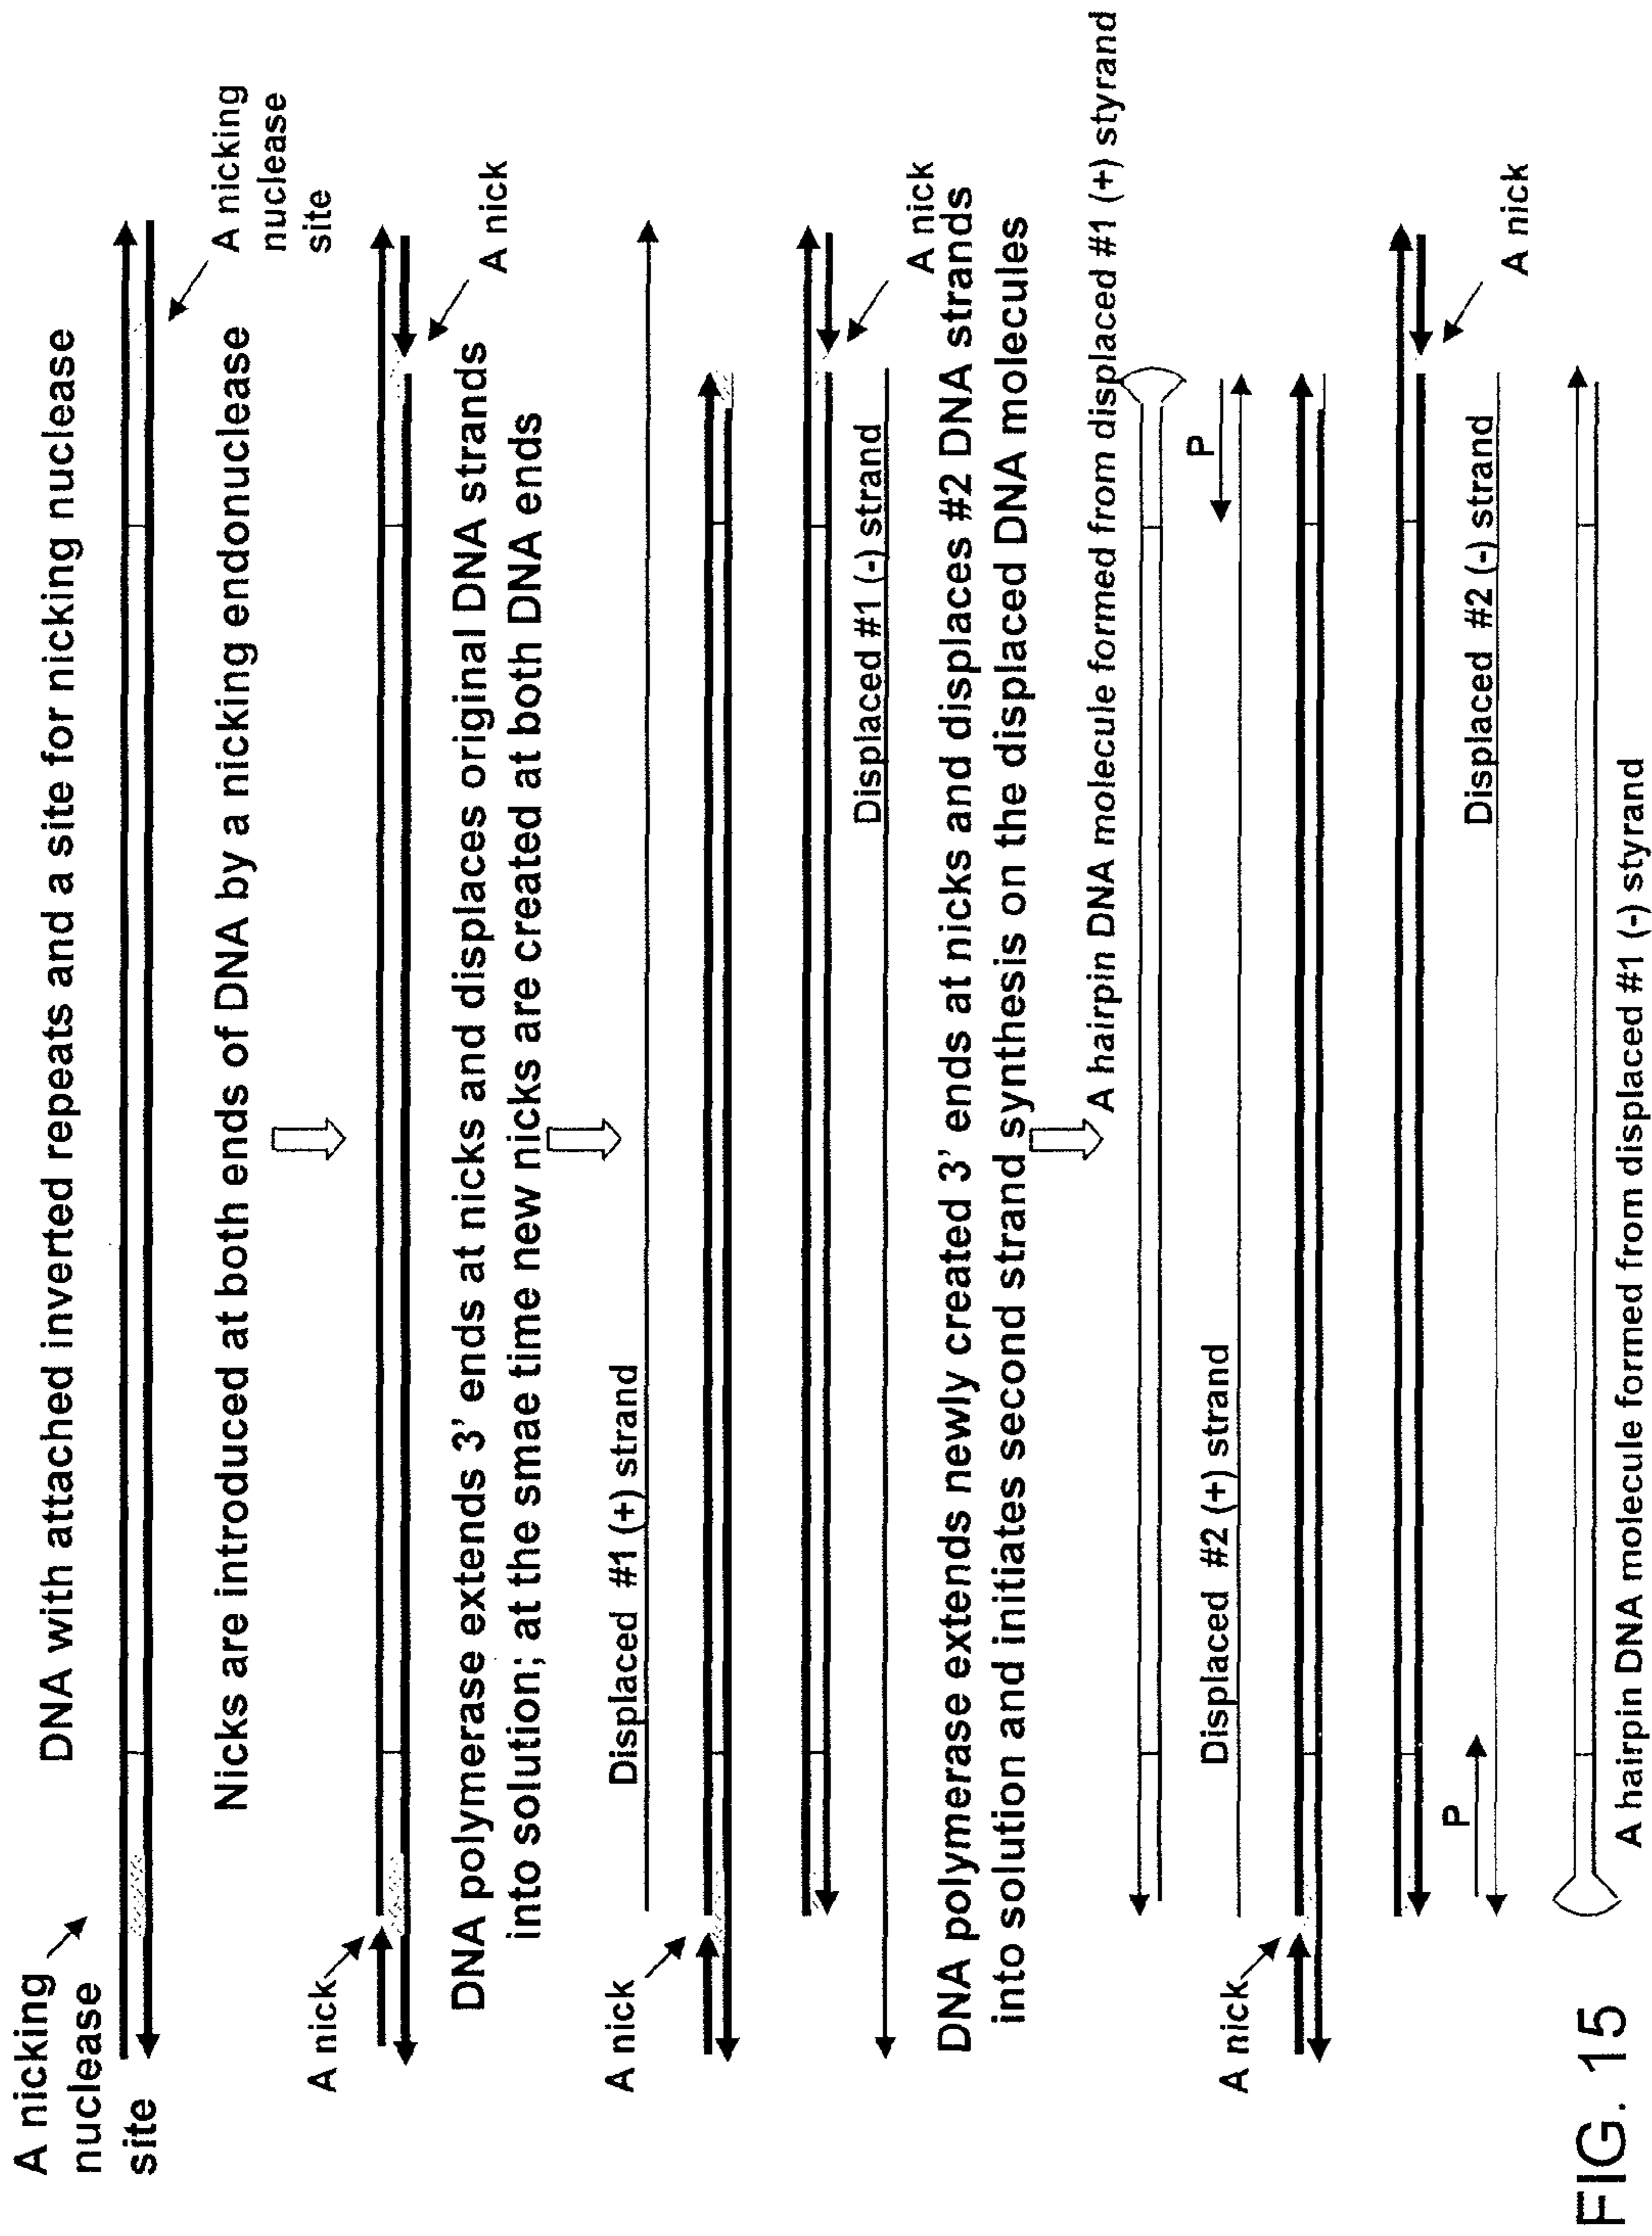 DNA with attached inverted repeats and a site for nicking nuclease
A nicking
nuclease
site
A nicking
nuclease
site
Nicks are introduced at both ends of DNA by a nicking endonuclease
A nick
A nick
DNA polymerase extends 3' ends at nicks and displaces original DNA strands
into solution; at the smae time new nicks are created at both DNA ends
Displaced #1 (+) strand
A nick
A nick
Displaced #1 (-) strand
DNA polymerase extends newly created 3' ends at nicks and displaces #2 DNA strands
into solution and initiates second strand synthesis on the displaced DNA molecules
A hairpin DNA molecule formed from displaced #1 (+) styrand
P
Displaced #2 (+) strand
A nick
A nick
P
Displaced #2 (-) strand
A hairpin DNA molecule formed from displaced #1 (-) styrand
FIG. 15